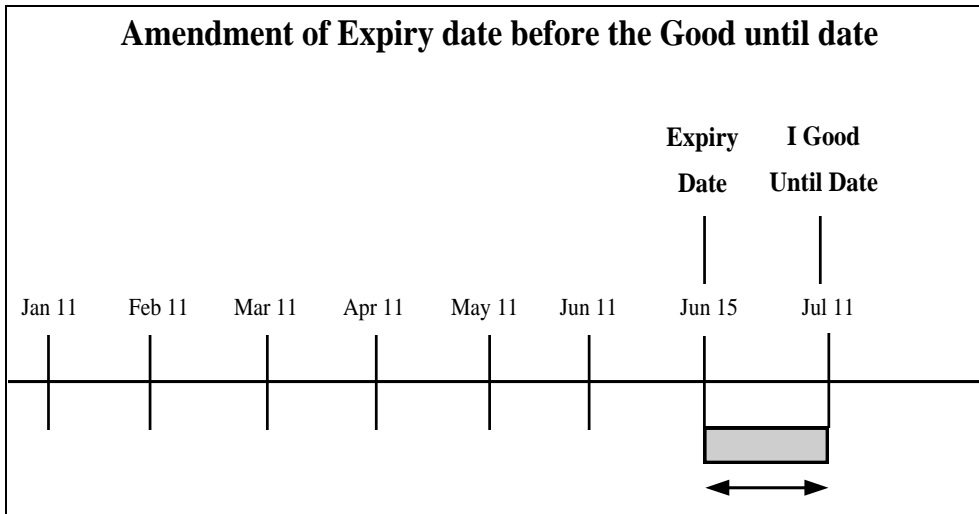 Amendment of Expiry date before the Good until date
Expiry I Good
Date Until Date
Jan 11 Feb 11 Mar 11 Apr 11 May 11 Jun 11 Jun 15 Jul 11